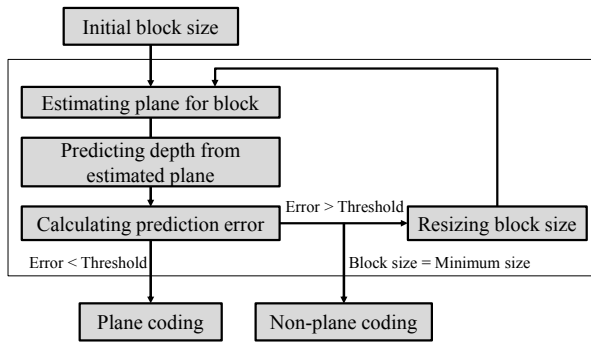 Initial block size
Estimating plane for block
Predicting depth from
estimated plane
Calculating prediction error
Error > Threshold
Resizing block size
Error < Threshold
Block size = Minimum size
Plane coding
Non-plane coding